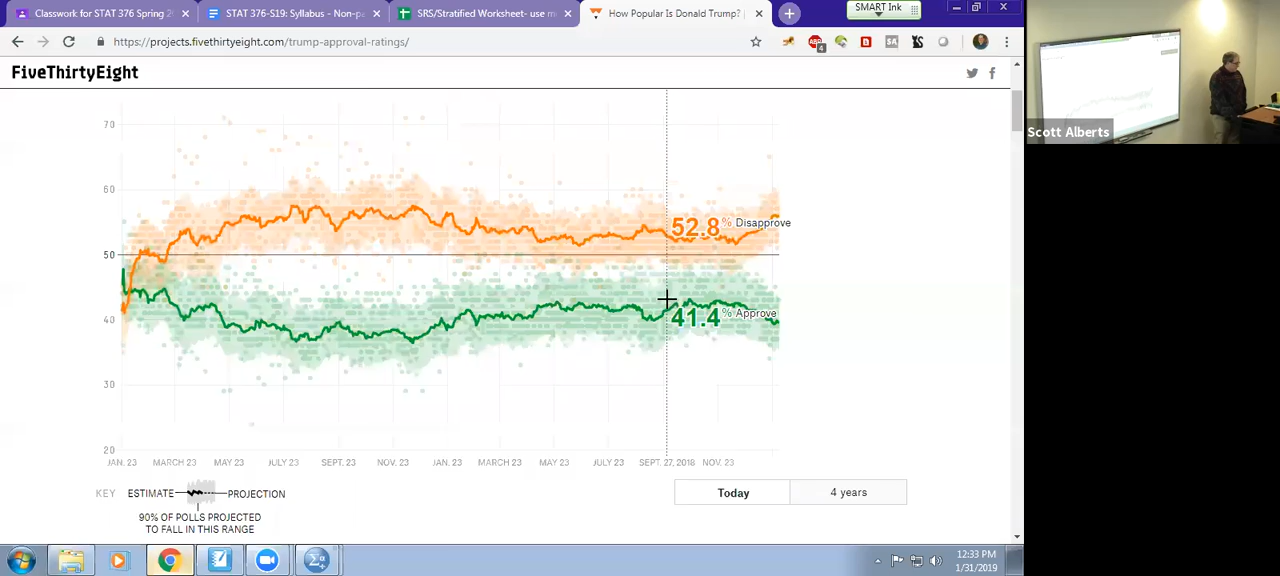 Classwork for STAT 376 Spring 2
STAT 376-S19: Syllabus - Non-pa
SRS/Stratified Worksheet- use m
How Popular Is Donald Trump?
SMART Ink
https://projects.fivethirtyeight.com/trump-approval-ratings/
ABP
4
B
SA
FiveThirtyEight
Scott Alberts
70
60
52.8% Disapprove
50
41.4% Approve
40
30
20
JAN. 23 MARCH 23 MAY 23 JULY 23 SEPT. 23 NOV. 23 JAN. 23 MARCH 23 MAY 23 JULY 23 SEPT. 27, 2018 NOV. 23
KEY ESTIMATE PROJECTION
90% OF POLLS PROJECTED
TO FALL IN THIS RANGE
Today 4 years
12:33 PM
1/31/2019